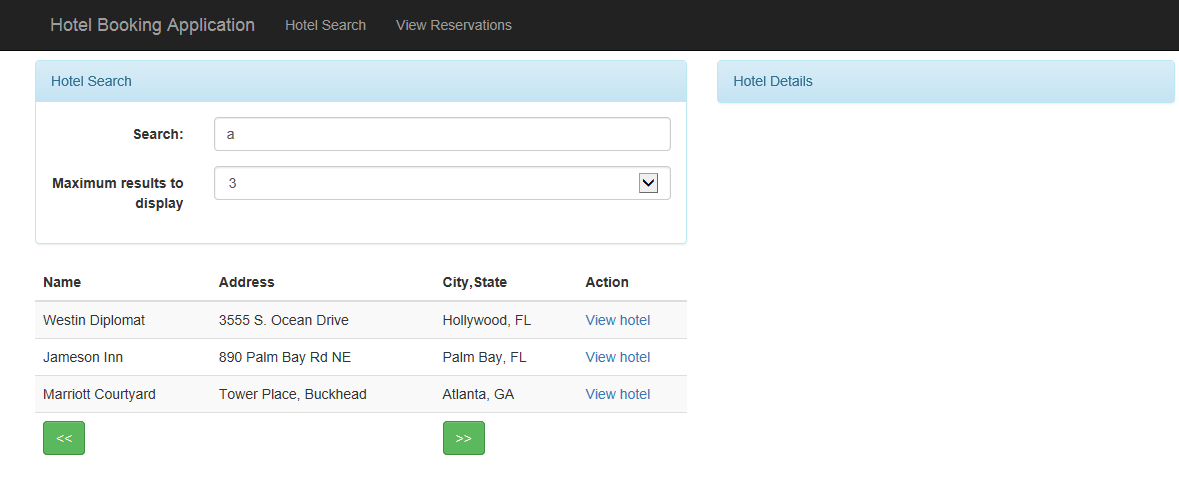 Hotel Booking Application Hotel Search View Reservations
Hotel Search
Search: a
Maximum results to display 3
Name Address City,State Action
Westin Diplomat 3555 S. Ocean Drive Hollywood, FL View hotel
Jameson Inn 890 Palm Bay Rd NE Palm Bay, FL View hotel
Marriott Courtyard Tower Place, Buckhead Atlanta, GA View hotel
<< >>
Hotel Details